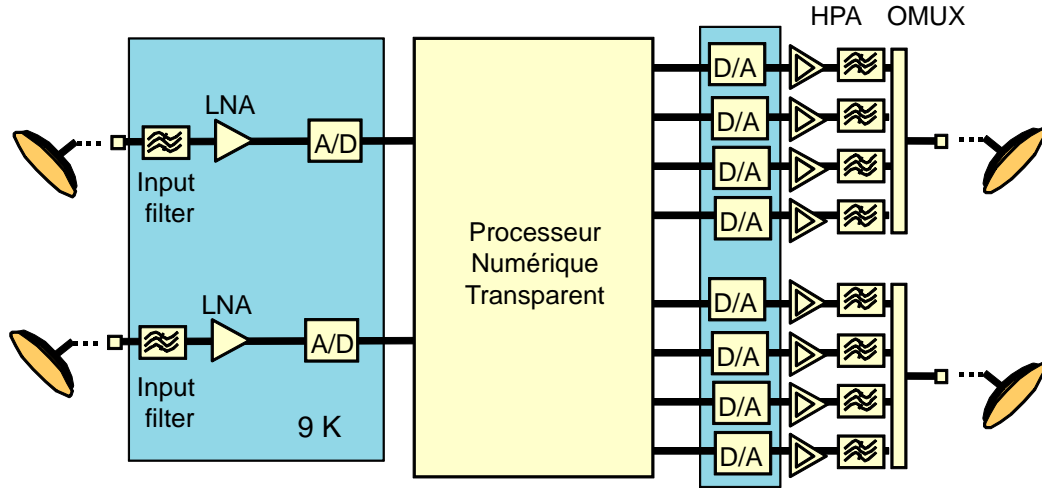 HPA OMUX
LNA
A/D
Input
filter
LNA
A/D
Input
filter
9 K
Processeur
Numérique
Transparent
D/A
D/A
D/A
D/A
D/A
D/A
D/A
D/A